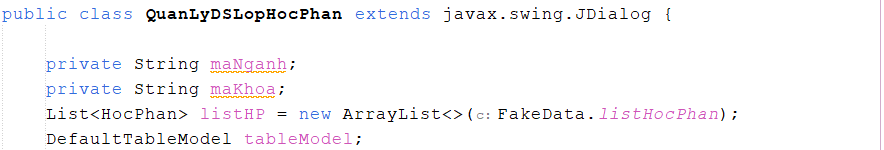 public class QuanLyDSLopHocPhan extends javax.swing.JDialog {
private String maNganh;
private String maKhoa;
List<HocPhan> listHP = new ArrayList<>(c: FakeData.listHocPhan);
DefaultTableModel tableModel;